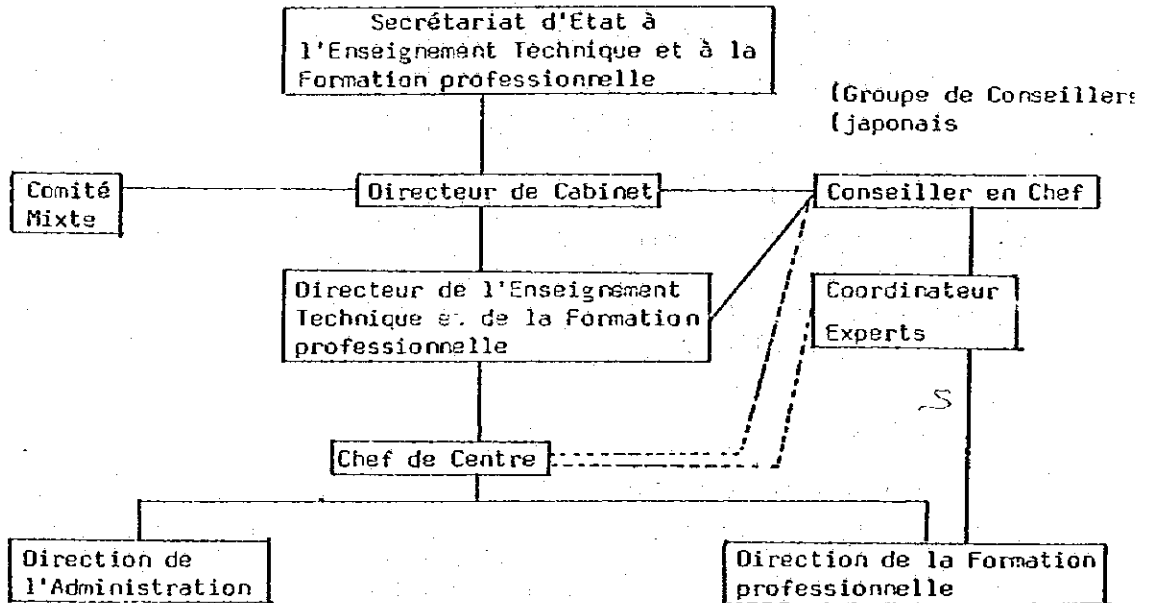 Secrétariat d'Etat à
l'Enseignement Technique et à la
Formation professionnelle
(Groupe de Conseillers
(japonais
Comité
Mixte
Directeur de Cabinet
Conseiller en Chef
Directeur de l'Enseignement
Technique et de la Formation
professionnelle
Coordinateur
Experts
S
Chef de Centre
Direction de
l'Administration
Direction de la Formation
professionnelle